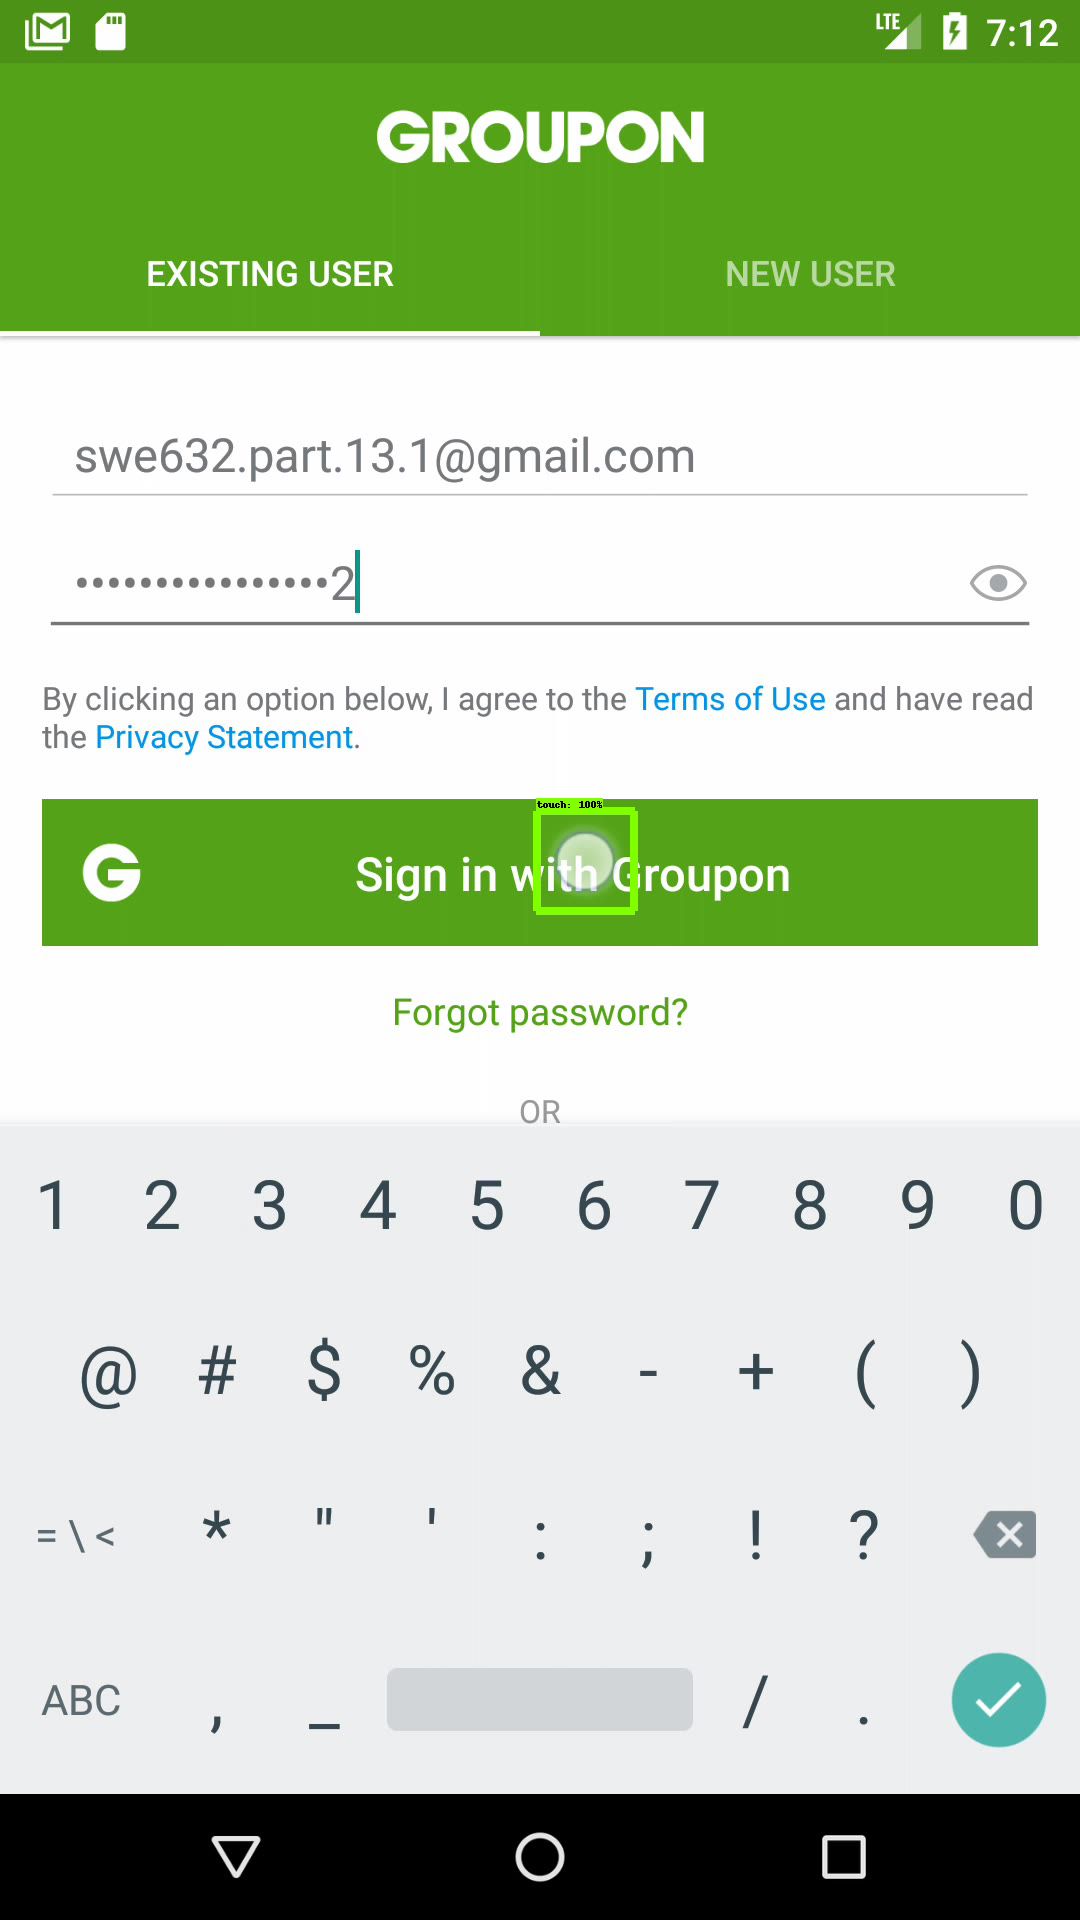 LTE 7:12
GROUPON
EXISTING USER NEW USER
swe632.part.13.1@gmail.com
••••••••••••••••2
By clicking an option below, I agree to the Terms of Use and have read
the Privacy Statement.
touch: 100%
G Sign in with Groupon
Forgot password?
OR
1 2 3 4 5 6 7 8 9 0
@ # $ % & - + ( )
= \ < * " ' : ; ! ?
ABC , _ / .